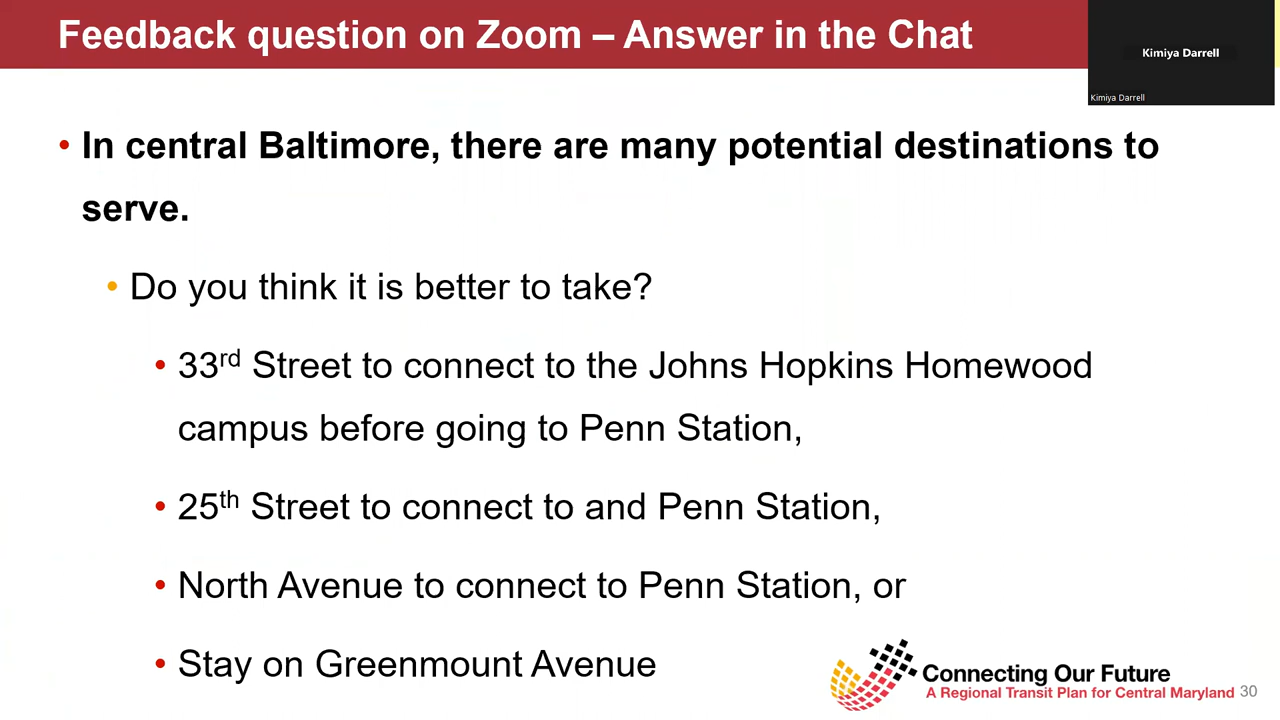 Feedback question on Zoom – Answer in the Chat
Kimiya Darrell
Kimiya Darrell
• In central Baltimore, there are many potential destinations to
serve.
• Do you think it is better to take?
• 33rd Street to connect to the Johns Hopkins Homewood
campus before going to Penn Station,
• 25th Street to connect to and Penn Station,
• North Avenue to connect to Penn Station, or
• Stay on Greenmount Avenue
Connecting Our Future
A Regional Transit Plan for Central Maryland
30